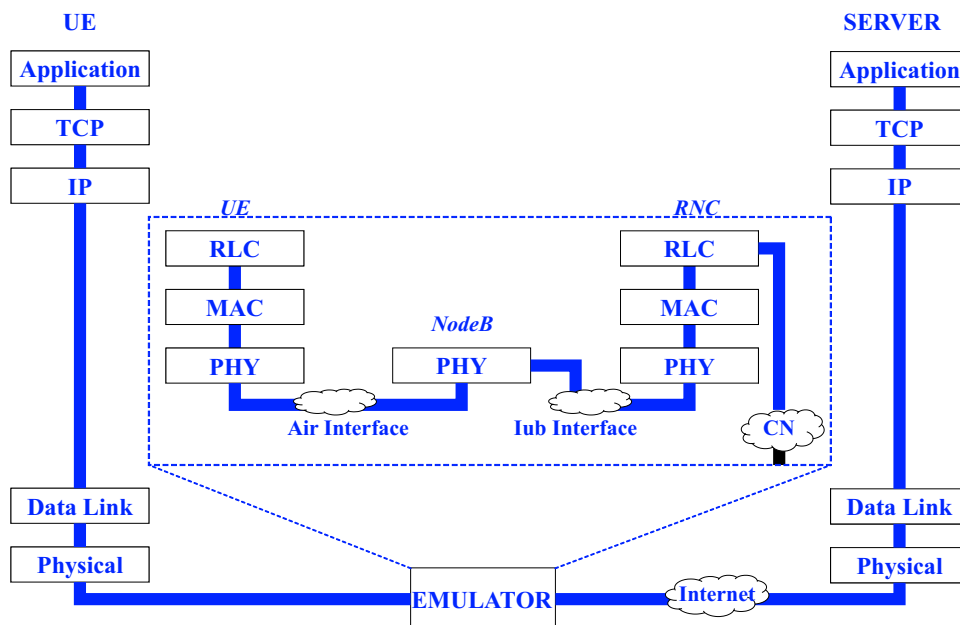 UE
SERVER
Application
Application
TCP
TCP
IP
IP
UE
RNC
RLC
RLC
MAC
MAC
NodeB
PHY
PHY
PHY
Air Interface
Iub Interface
CN
Data Link
Data Link
Physical
Physical
EMULATOR
Internet